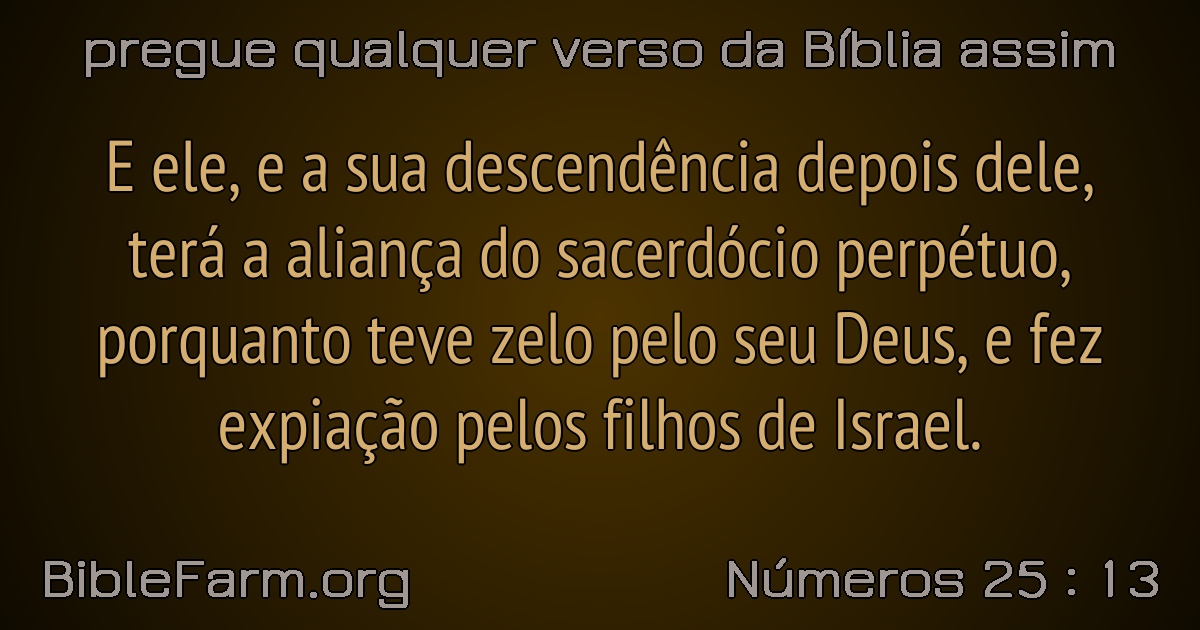 pregue qualquer verso da Bíblia assim
E ele, e a sua descendência depois dele,
terá a aliança do sacerdócio perpétuo,
porquanto teve zelo pelo seu Deus, e fez
expiação pelos filhos de Israel.
BibleFarm.org
Números 25 : 13